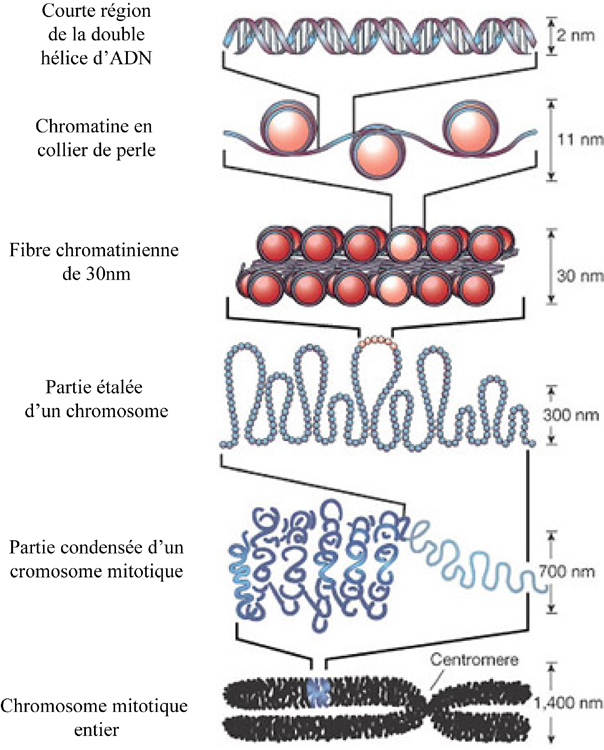 Courte région
de la double
hélice d'ADN
2 nm
Chromatine en
collier de perle
11 nm
Fibre chromatinienne
de 30nm
30 nm
Partie étalée
d'un chromosome
300 nm
Partie condensée d'un
cromosome mitotique
700 nm
Centromere
Chromosome mitotique
entier
1,400 nm